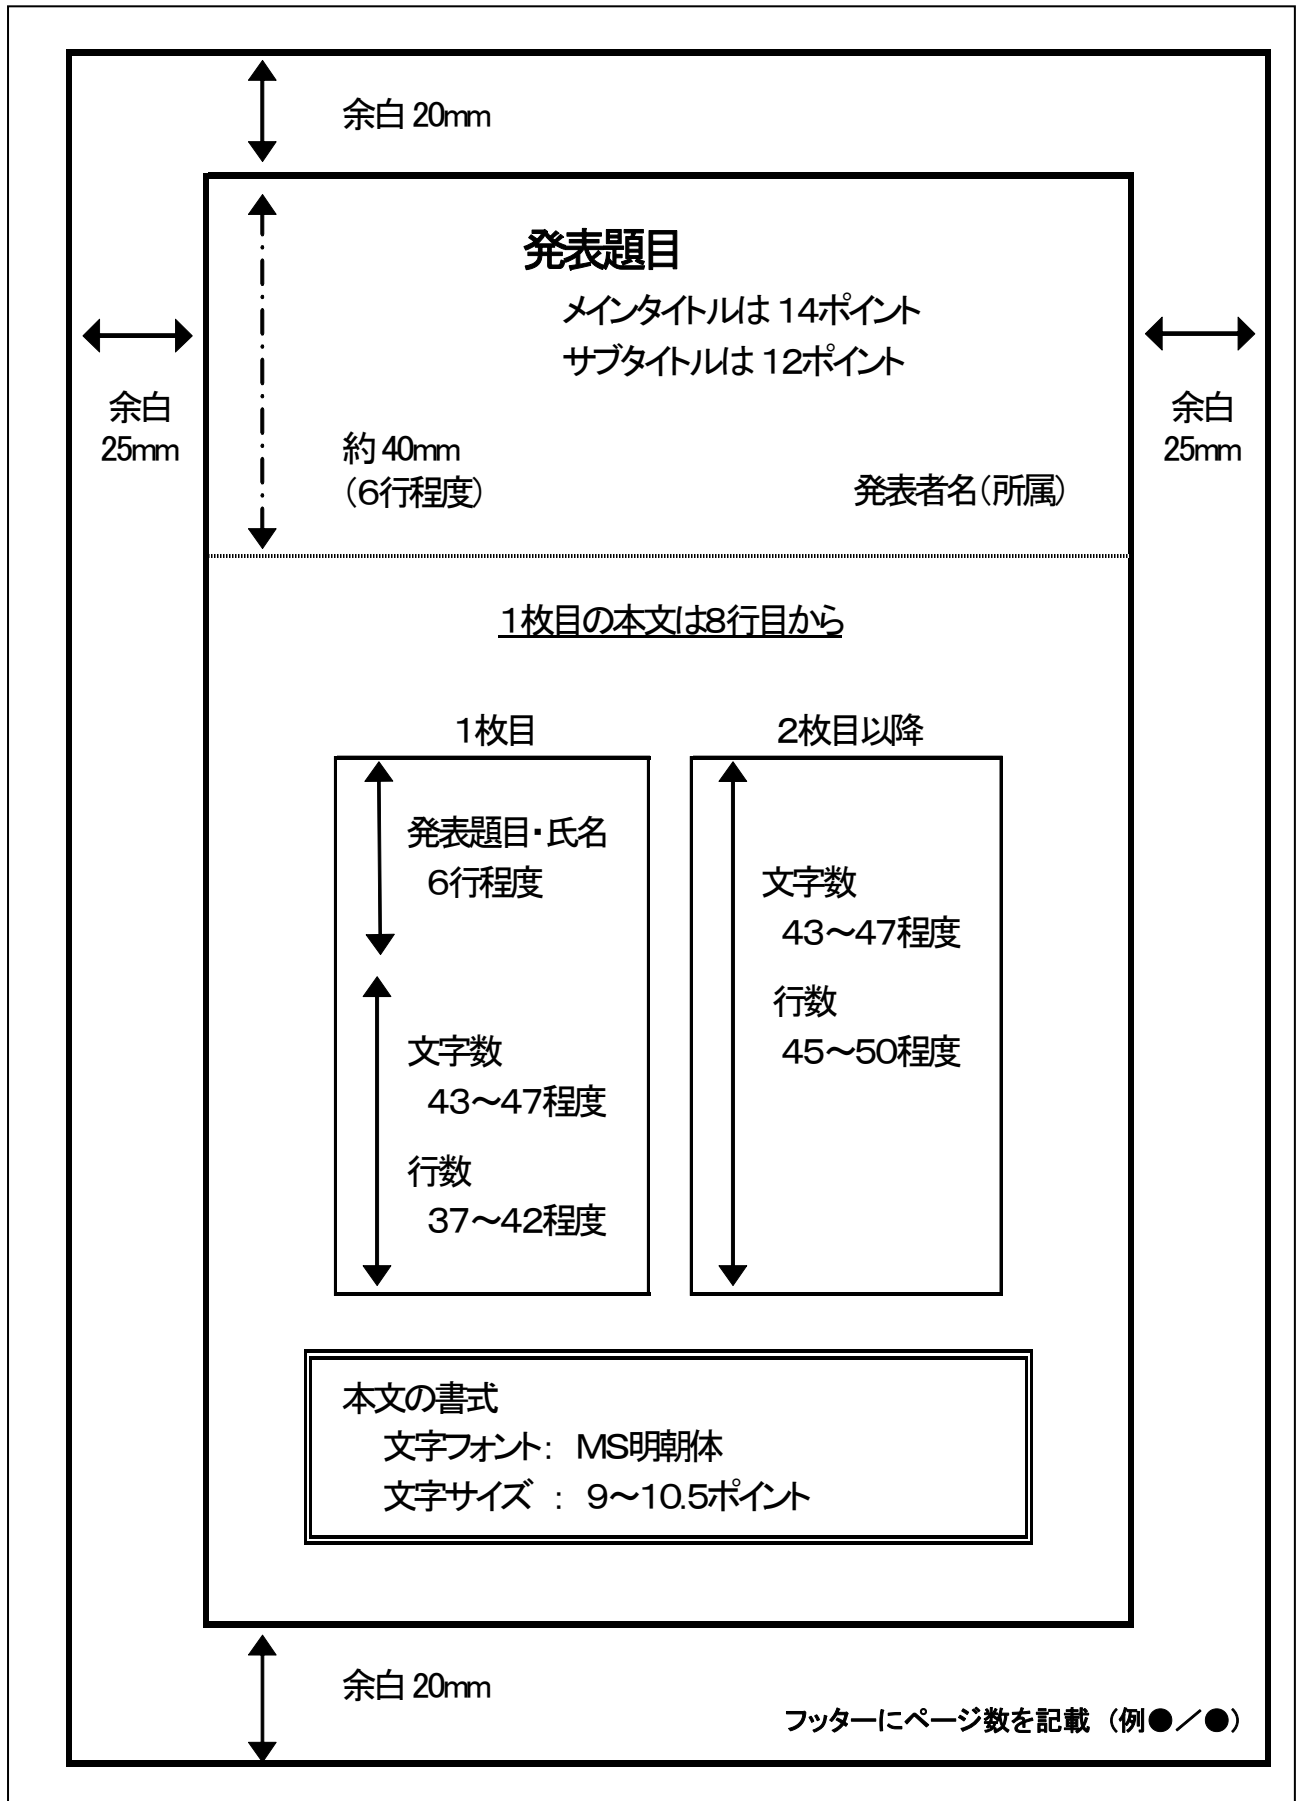 余白 20mm
発表題目
メインタイトルは 14ポイント
サブタイトルは 12ポイント
余白
25mm
余白
25mm
約 40mm
（6行程度）
発表者名（所属）
1枚目の本文は8行目から
1枚目
発表題目・氏名
6行程度
文字数
43～47程度
行数
37～42程度
2枚目以降
文字数
43～47程度
行数
45～50程度
本文の書式
文字フォント： MS明朝体
文字サイズ ： 9～10.5ポイント
余白 20mm
フッターにページ数を記載 （例●／●）